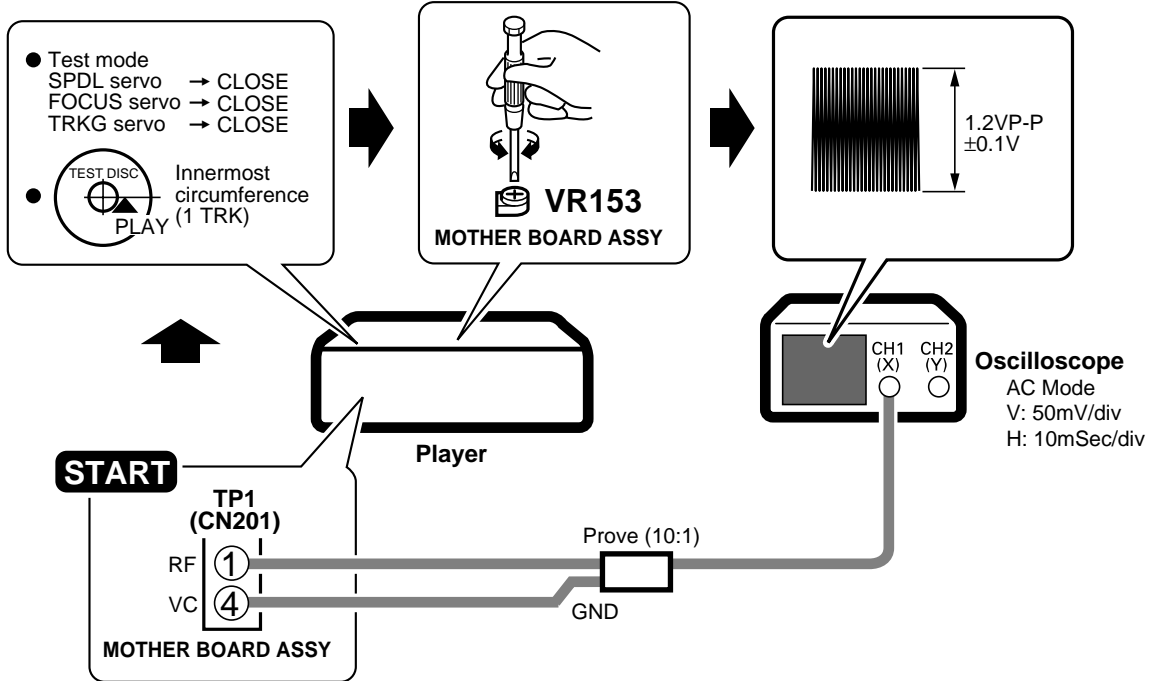 ● Test mode
SPDL servo → CLOSE
FOCUS servo → CLOSE
TRKG servo → CLOSE
● TEST DISC
PLAY
Innermost
circumference
(1 TRK)
VR153
MOTHER BOARD ASSY
1.2VP-P
±0.1V
CH1
(X)
CH2
(Y)
Oscilloscope
AC Mode
V: 50mV/div
H: 10mSec/div
Player
START
TP1
(CN201)
RF 1
VC 4
MOTHER BOARD ASSY
Prove (10:1)
GND